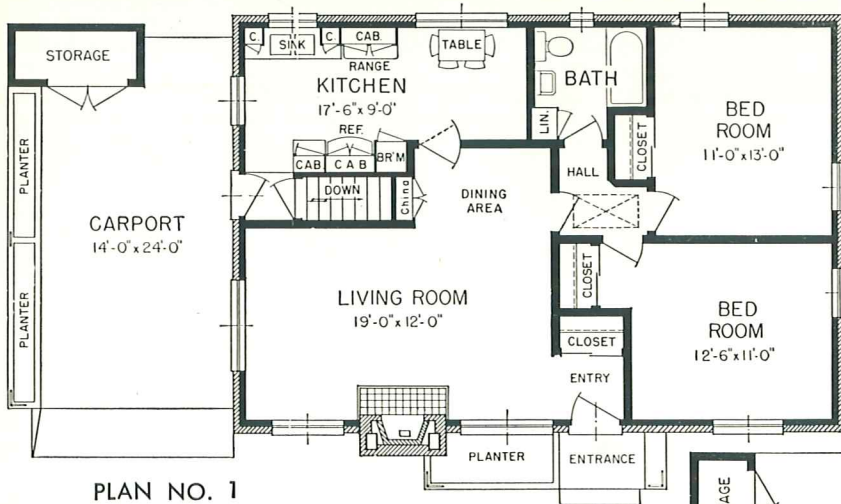 STORAGE
PLANTER
PLANTER
CARPORT
14'-0" x 24'-0"
C.
SINK
C.
CAB.
RANGE
TABLE
KITCHEN
17'-6" x 9'-0"
REF.
CAB
CAB
BR'M
DOWN
China
DINING
AREA
LIVING ROOM
19'-0" x 12'-0"
BATH
LIN.
HALL
CLOSET
BED
ROOM
11'-0" x 13'-0"
CLOSET
BED
ROOM
12'-6" x 11'-0"
CLOSET
ENTRY
PLANTER
ENTRANCE
PLAN NO. 1
AGE